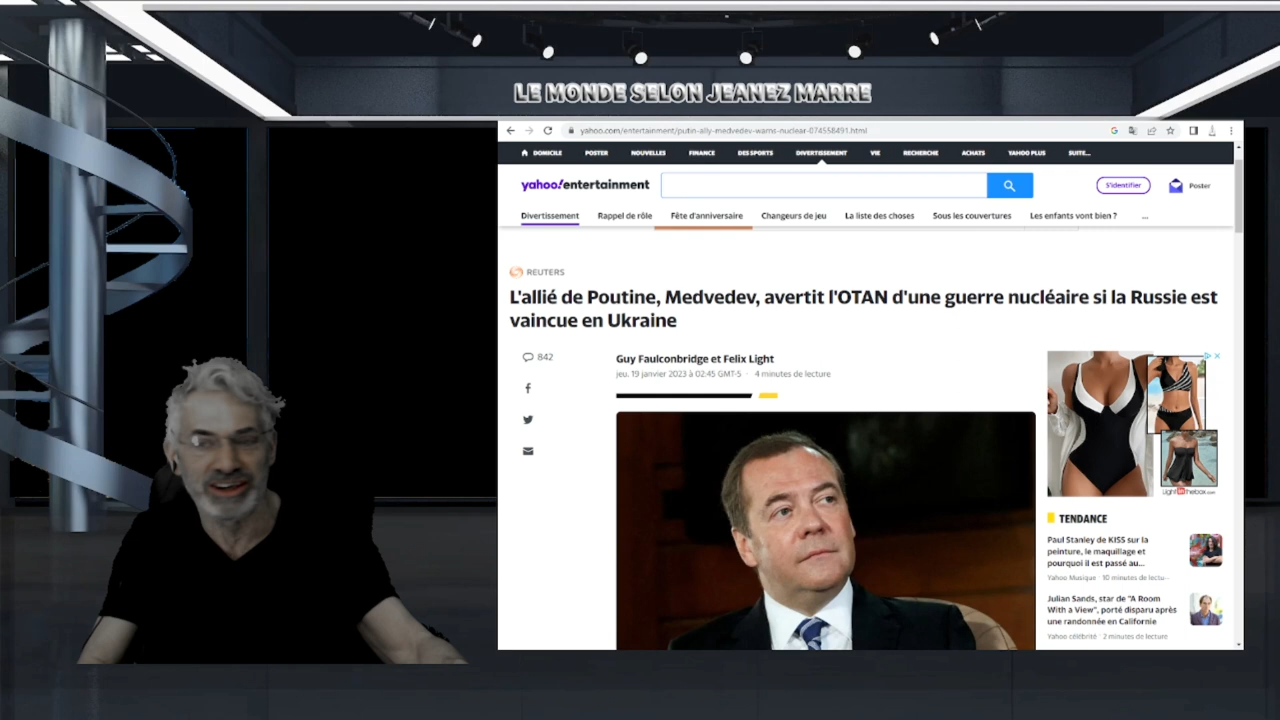 LE MONDE SELON JEANEZ MARRE
yahoo.com/entertainment/putin-ally-medvedev-warns-nuclear-074558491.html
DOMICILE POSTER NOUVELLES FINANCE DES SPORTS DIVERTISSEMENT VIE RECHERCHE ACHATS YAHOO PLUS SUITE...
yahoo!entertainment
S'identifier
Poster
Divertissement Rappel de rôle Fête d'anniversaire Changeurs de jeu La liste des choses Sous les couvertures Les enfants vont bien ? ...
REUTERS
L'allié de Poutine, Medvedev, avertit l'OTAN d'une guerre nucléaire si la Russie est
vaincue en Ukraine
842
Guy Faulconbridge et Felix Light
jeu. 19 janvier 2023 à 02:45 GMT-5 · 4 minutes de lecture
Lightinthebox.com
TENDANCE
Paul Stanley de KISS sur la
peinture, le maquillage et
pourquoi il est passé au...
Yahoo Musique · 10 minutes de lectu...
Julian Sands, star de "A Room
With a View", porté disparu après
une randonnée en Californie
Yahoo célébrité · 2 minutes de lecture